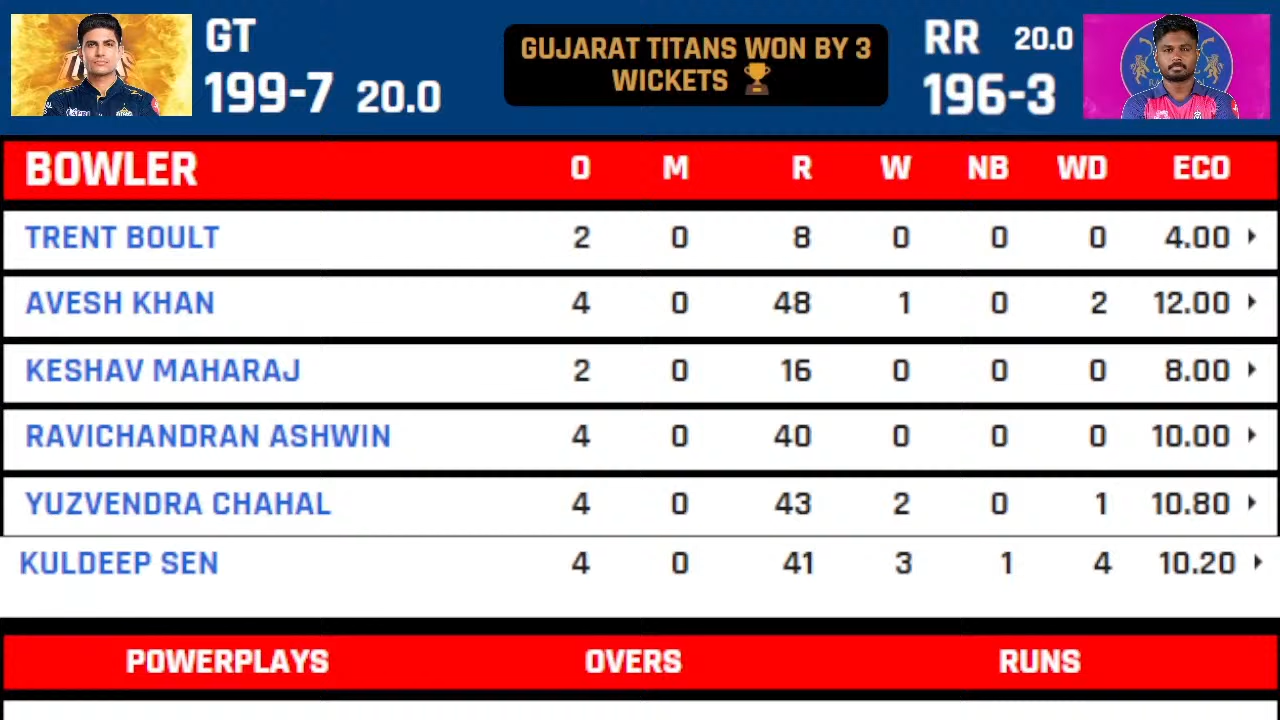 GT
199-7 20.0
GUJARAT TITANS WON BY 3
WICKETS 🏆
RR 20.0
196-3
BOWLER O M R W NB WD ECO
TRENT BOULT 2 0 8 0 0 0 4.00
AVESH KHAN 4 0 48 1 0 2 12.00
KESHAV MAHARAJ 2 0 16 0 0 0 8.00
RAVICHANDRAN ASHWIN 4 0 40 0 0 0 10.00
YUZVENDRA CHAHAL 4 0 43 2 0 1 10.80
KULDEEP SEN 4 0 41 3 1 4 10.20
POWERPLAYS OVERS RUNS